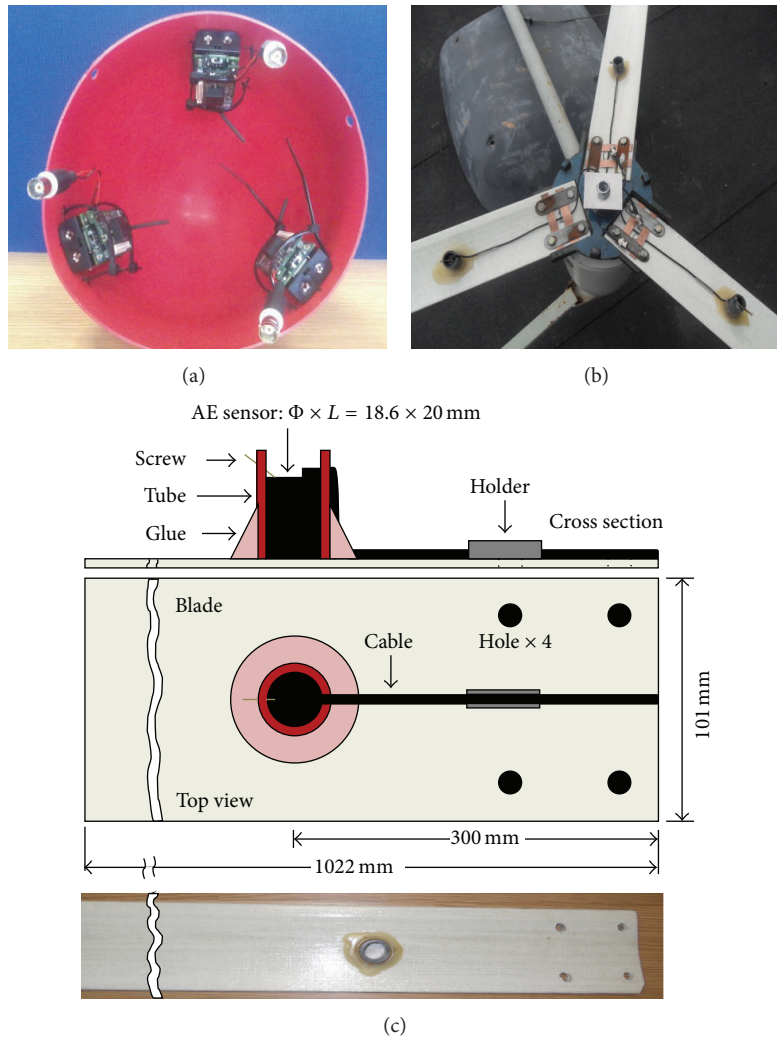 (a)
(b)
AE sensor: Φ × L = 18.6 × 20 mm
Screw
Tube
Glue
Holder
Cross section
Blade
Cable
Hole × 4
Top view
101 mm
300 mm
1022 mm
(c)